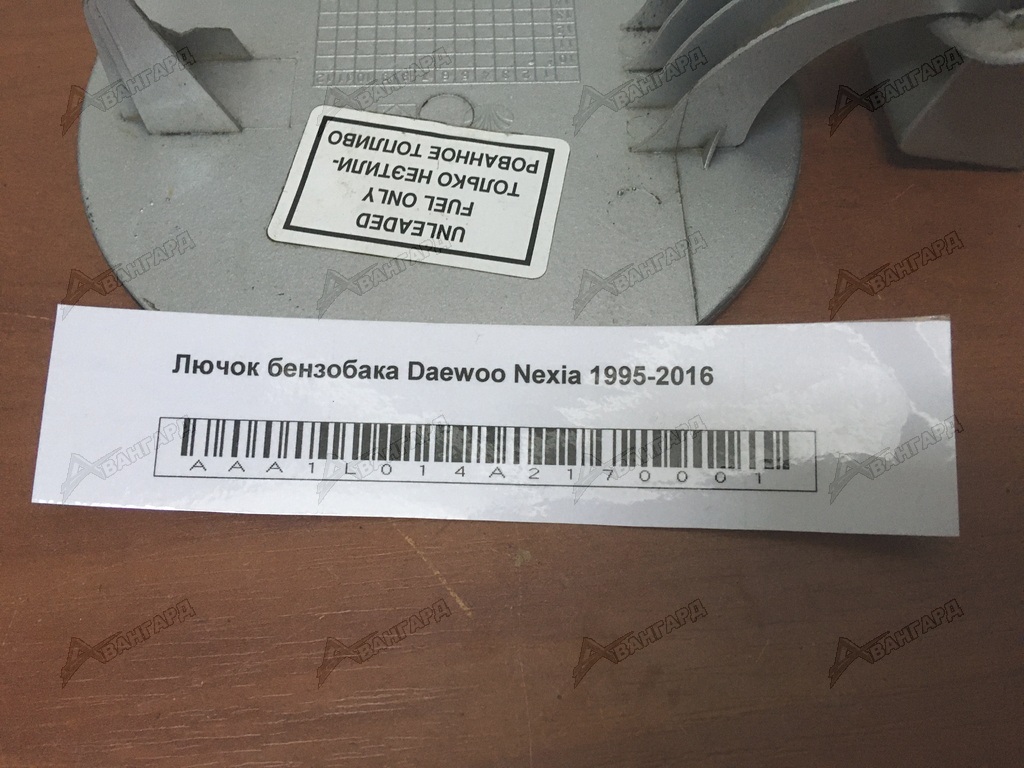 UNLEADED
FUEL ONLY
ТОЛЬКО НЕЭТИЛИ-
РОВАННОЕ ТОПЛИВО
Лючок бензобака Daewoo Nexia 1995-2016
AAA1L014A2170001
АВАНГАРД